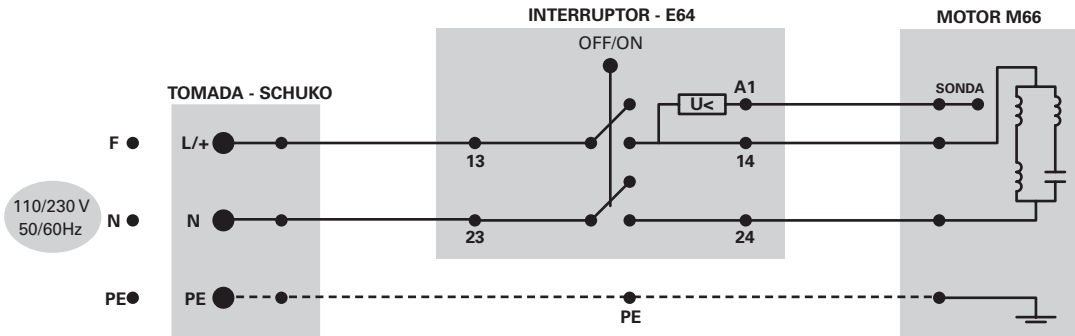 INTERRUPTOR - E64
MOTOR M66
OFF/ON
TOMADA - SCHUKO
A1
U<
SONDA
F
L/+
13
14
110/230 V
50/60Hz
N
N
23
24
PE
PE
PE